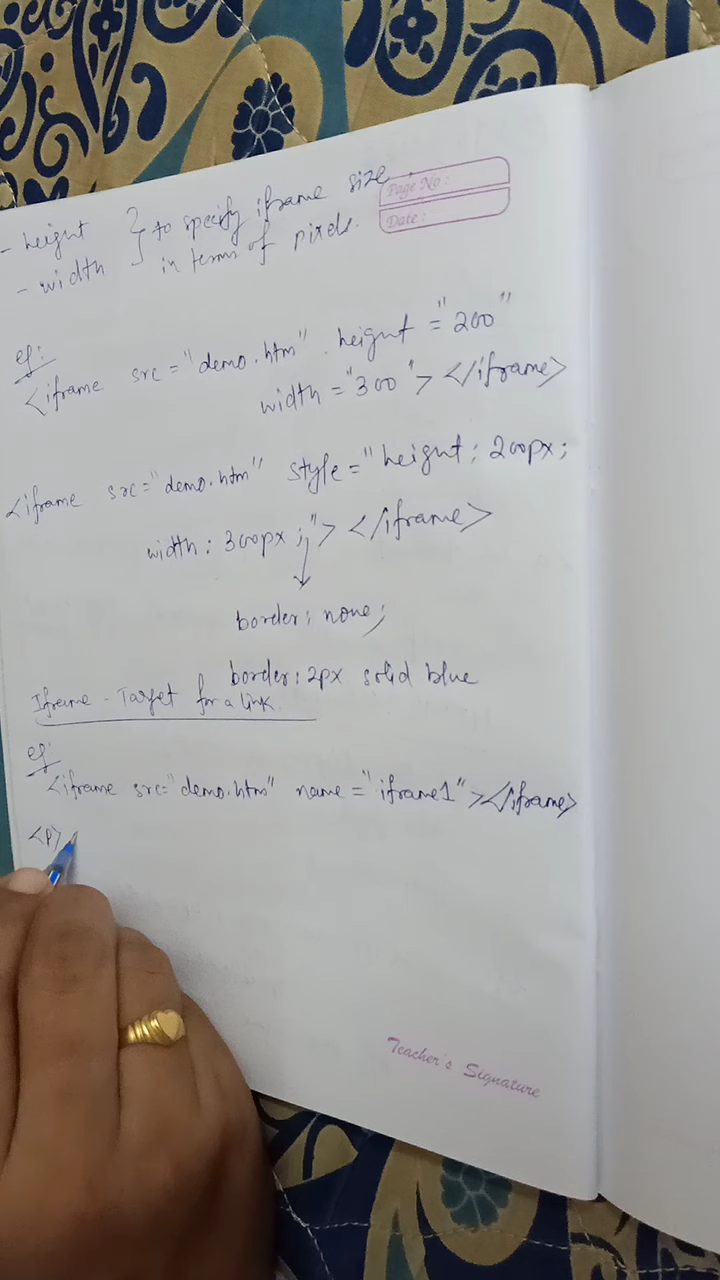 Page No :
Date :
- height } to specify iframe size.
- width } in terms of pixels.
eg:
<iframe src="demo.htm" height="200"
width="300"></iframe>
<iframe src="demo.htm" style="height: 200px;
width: 300px;"></iframe>
border: none;
border: 2px solid blue
Iframe - Target for a link.
eg:
<iframe src="demo.htm" name="iframe1"></iframe>
<p>
Teacher's Signature